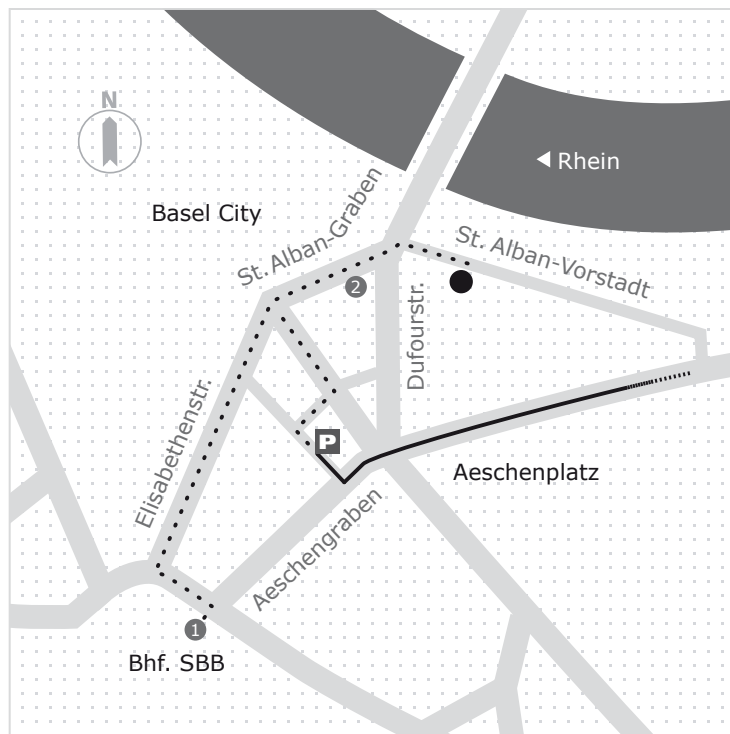 N
Rhein
Basel City
St. Alban-Graben
St. Alban-Vorstadt
2
Dufourstr.
Elisabethenstr.
P
Aeschenplatz
Aeschengraben
1
Bhf. SBB